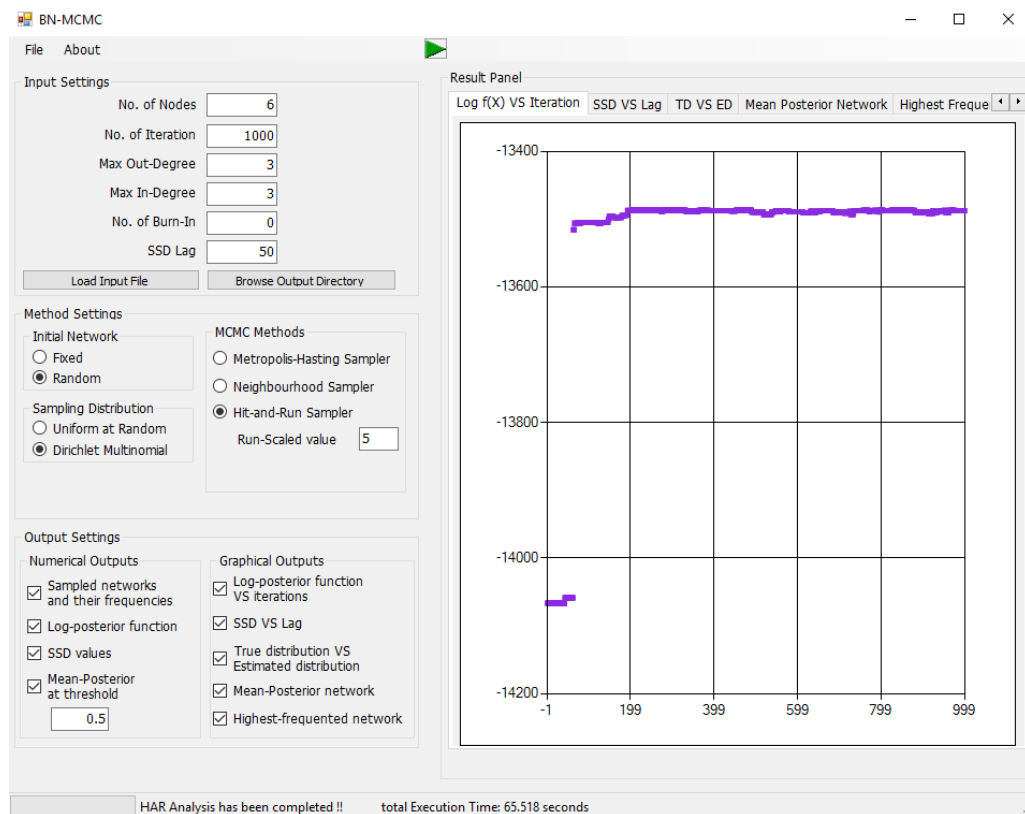 BN-MCMC
File About
Input Settings
No. of Nodes 6
No. of Iteration 1000
Max Out-Degree 3
Max In-Degree 3
No. of Burn-In 0
SSD Lag 50
Load Input File Browse Output Directory
Method Settings
Initial Network
Fixed
Random
Sampling Distribution
Uniform at Random
Dirichlet Multinomial
MCMC Methods
Metropolis-Hasting Sampler
Neighbourhood Sampler
Hit-and-Run Sampler
Run-Scaled value 5
Output Settings
Numerical Outputs
Sampled networks
and their frequencies
Log-posterior function
SSD values
Mean-Posterior
at threshold
0.5
Graphical Outputs
Log-posterior function
VS iterations
SSD VS Lag
True distribution VS
Estimated distribution
Mean-Posterior network
Highest-frequented network
Result Panel
Log f(X) VS Iteration SSD VS Lag TD VS ED Mean Posterior Network Highest Freque
-13400
-13600
-13800
-14000
-14200
-1 199 399 599 799 999
HAR Analysis has been completed !! total Execution Time: 65.518 seconds